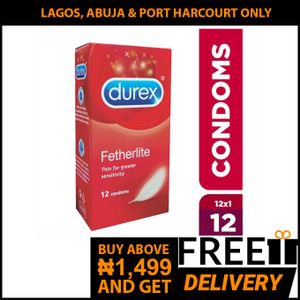 LAGOS, ABUJA & PORT HARCOURT ONLY
durex
Fetherlite
Thin for greater
sensitivity
12 condoms
CONDOMS
12x1
12
BUY ABOVE
₦1,499
AND GET
FREE
DELIVERY